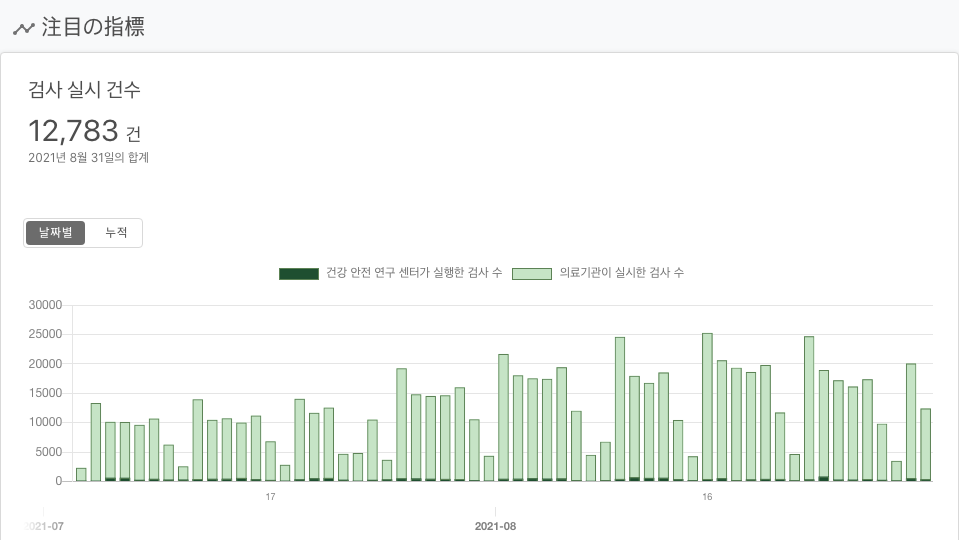 注目の指標
검사 실시 건수
12,783 건
2021년 8월 31일의 합계
날짜별 누적
건강 안전 연구 센터가 실행한 검사 수 의료기관이 실시한 검사 수
30000
25000
20000
15000
10000
5000
0
17 16
2021-07 2021-08